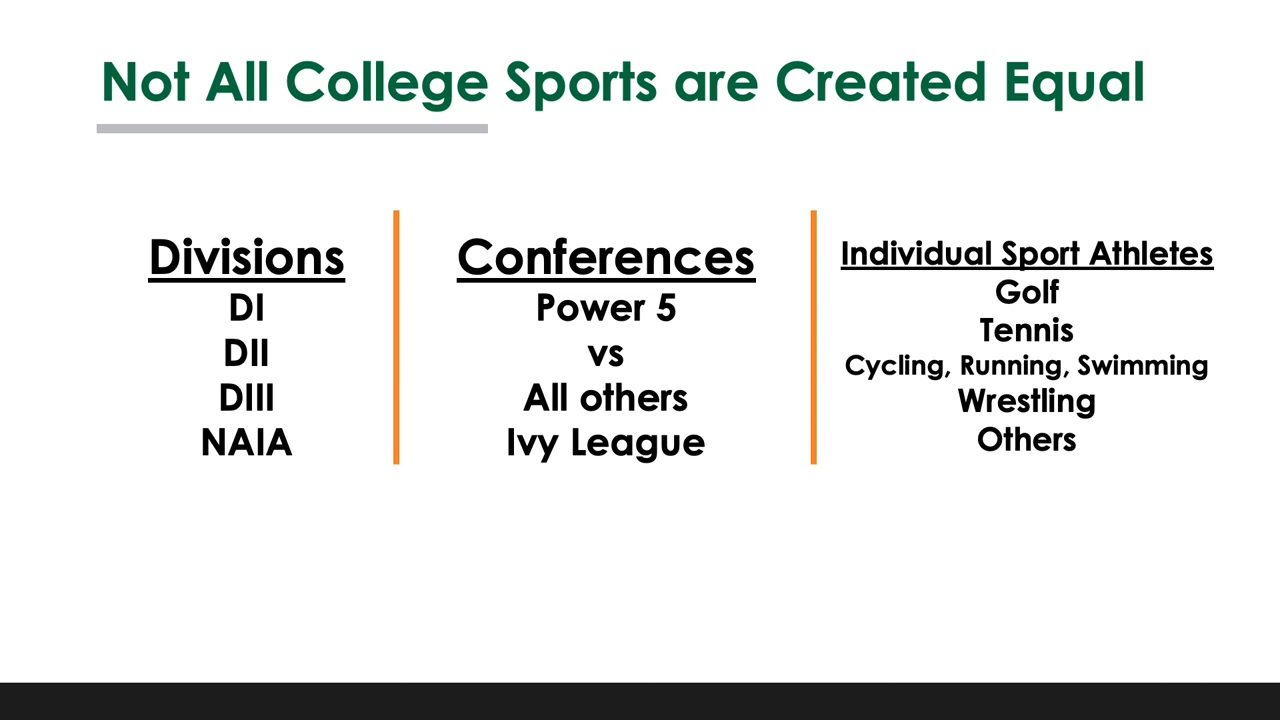 Not All College Sports are Created Equal
Divisions
DI
DII
DIII
NAIA
Conferences
Power 5
vs
All others
Ivy League
Individual Sport Athletes
Golf
Tennis
Cycling, Running, Swimming
Wrestling
Others